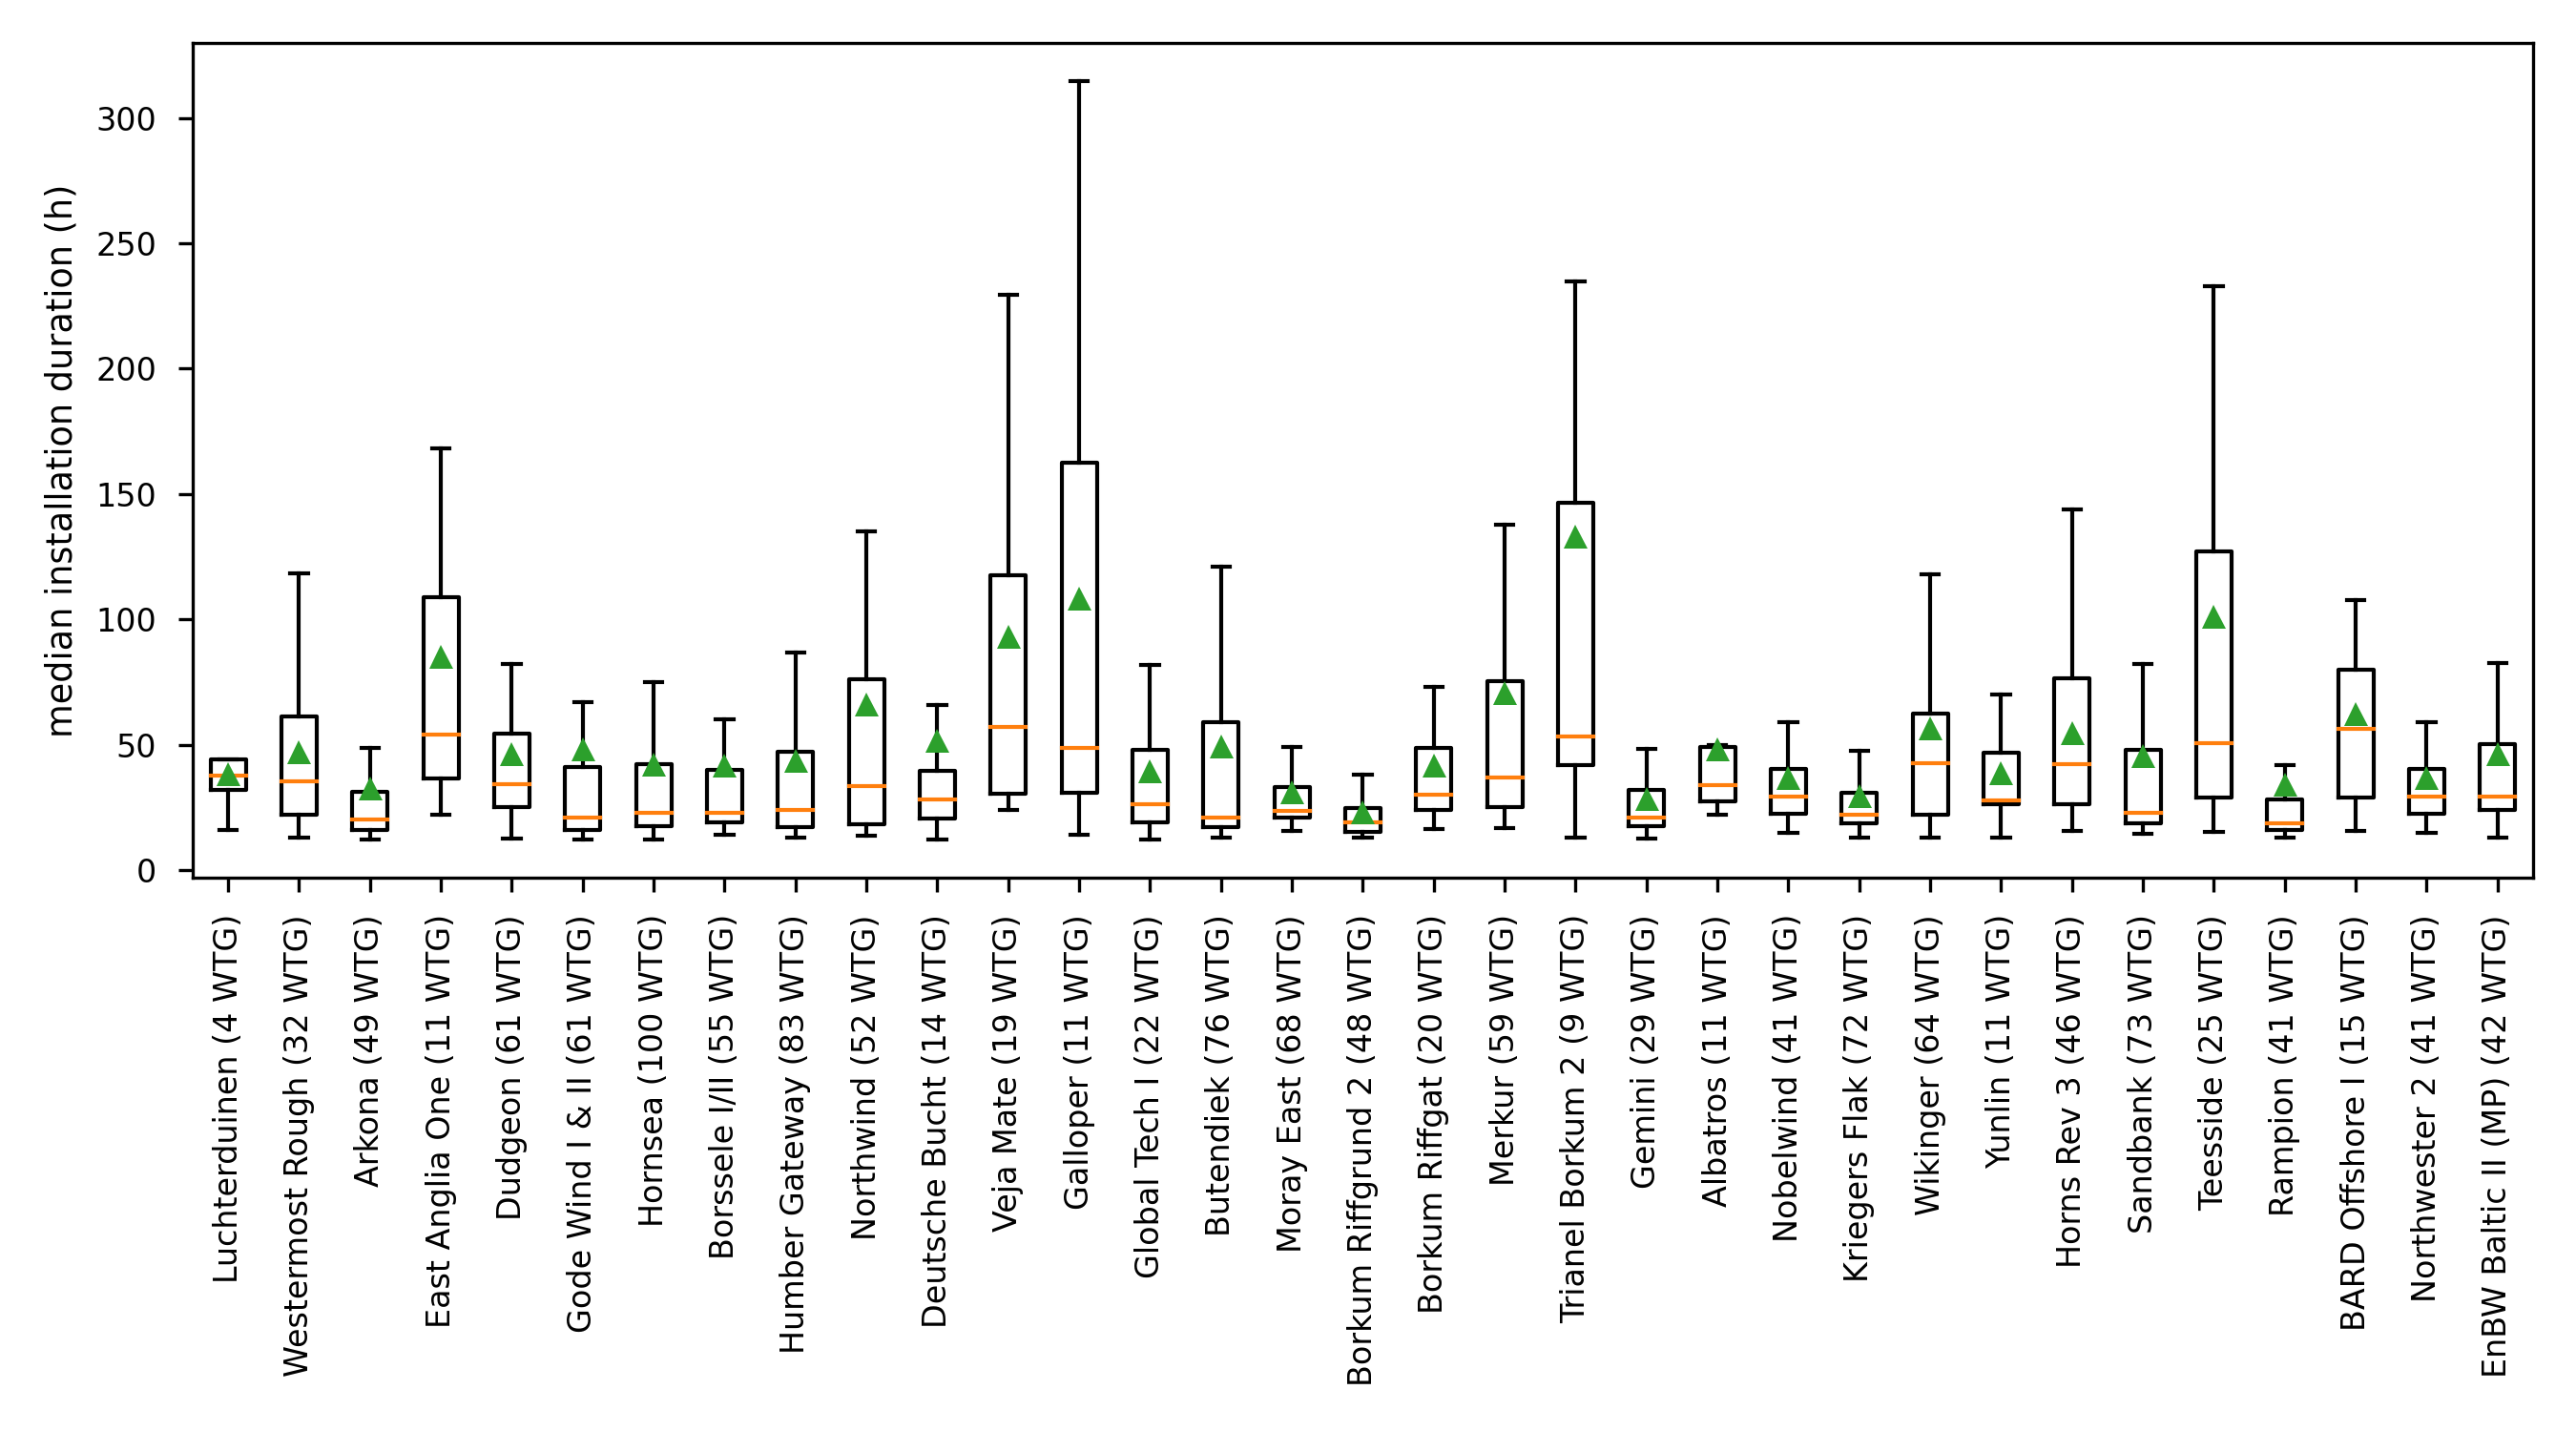 median installation duration (h)
300
250
200
150
100
50
0
Luchterduinen (4 WTG)
Westermost Rough (32 WTG)
Arkona (49 WTG)
East Anglia One (11 WTG)
Dudgeon (61 WTG)
Gode Wind I & II (61 WTG)
Hornsea (100 WTG)
Borssele I/II (55 WTG)
Humber Gateway (83 WTG)
Northwind (52 WTG)
Deutsche Bucht (14 WTG)
Veja Mate (19 WTG)
Galloper (11 WTG)
Global Tech I (22 WTG)
Butendiek (76 WTG)
Moray East (68 WTG)
Borkum Riffgrund 2 (48 WTG)
Borkum Riffgat (20 WTG)
Merkur (59 WTG)
Trianel Borkum 2 (9 WTG)
Gemini (29 WTG)
Albatros (11 WTG)
Nobelwind (41 WTG)
Kriegers Flak (72 WTG)
Wikinger (64 WTG)
Yunlin (11 WTG)
Horns Rev 3 (46 WTG)
Sandbank (73 WTG)
Teesside (25 WTG)
Rampion (41 WTG)
BARD Offshore I (15 WTG)
Northwester 2 (41 WTG)
EnBW Baltic II (MP) (42 WTG)